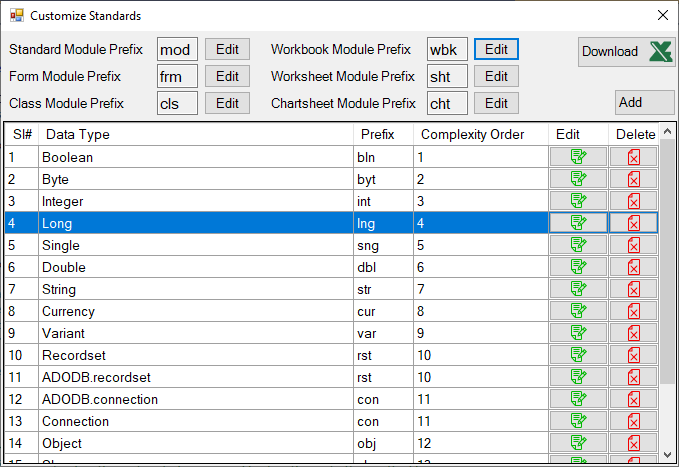 Customize Standards
Standard Module Prefix mod Edit Workbook Module Prefix wbk Edit Download
Form Module Prefix frm Edit Worksheet Module Prefix sht Edit
Class Module Prefix cls Edit Chartsheet Module Prefix cht Edit Add
Sl# Data Type Prefix Complexity Order Edit Delete
1 Boolean bln 1
2 Byte byt 2
3 Integer int 3
4 Long lng 4
5 Single sng 5
6 Double dbl 6
7 String str 7
8 Currency cur 8
9 Variant var 9
10 Recordset rst 10
11 ADODB.recordset rst 10
12 ADODB.connection con 11
13 Connection con 11
14 Object obj 12